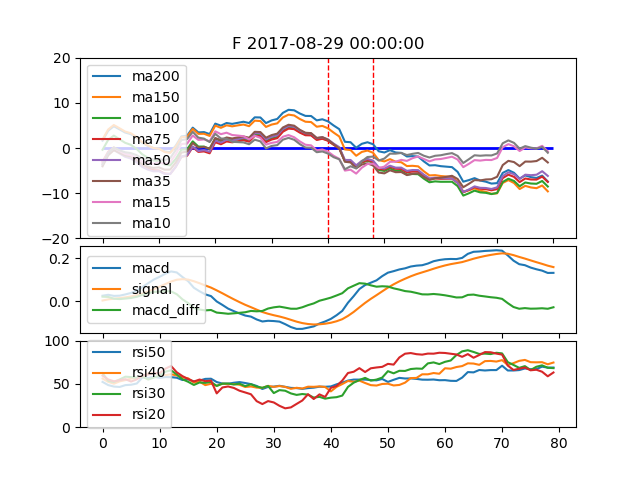 F 2017-08-29 00:00:00
20
10
0
−10
−20
ma200
ma150
ma100
ma75
ma50
ma35
ma15
ma10
0.2
0.0
macd
signal
macd_diff
100
50
0
rsi50
rsi40
rsi30
rsi20
0 10 20 30 40 50 60 70 80